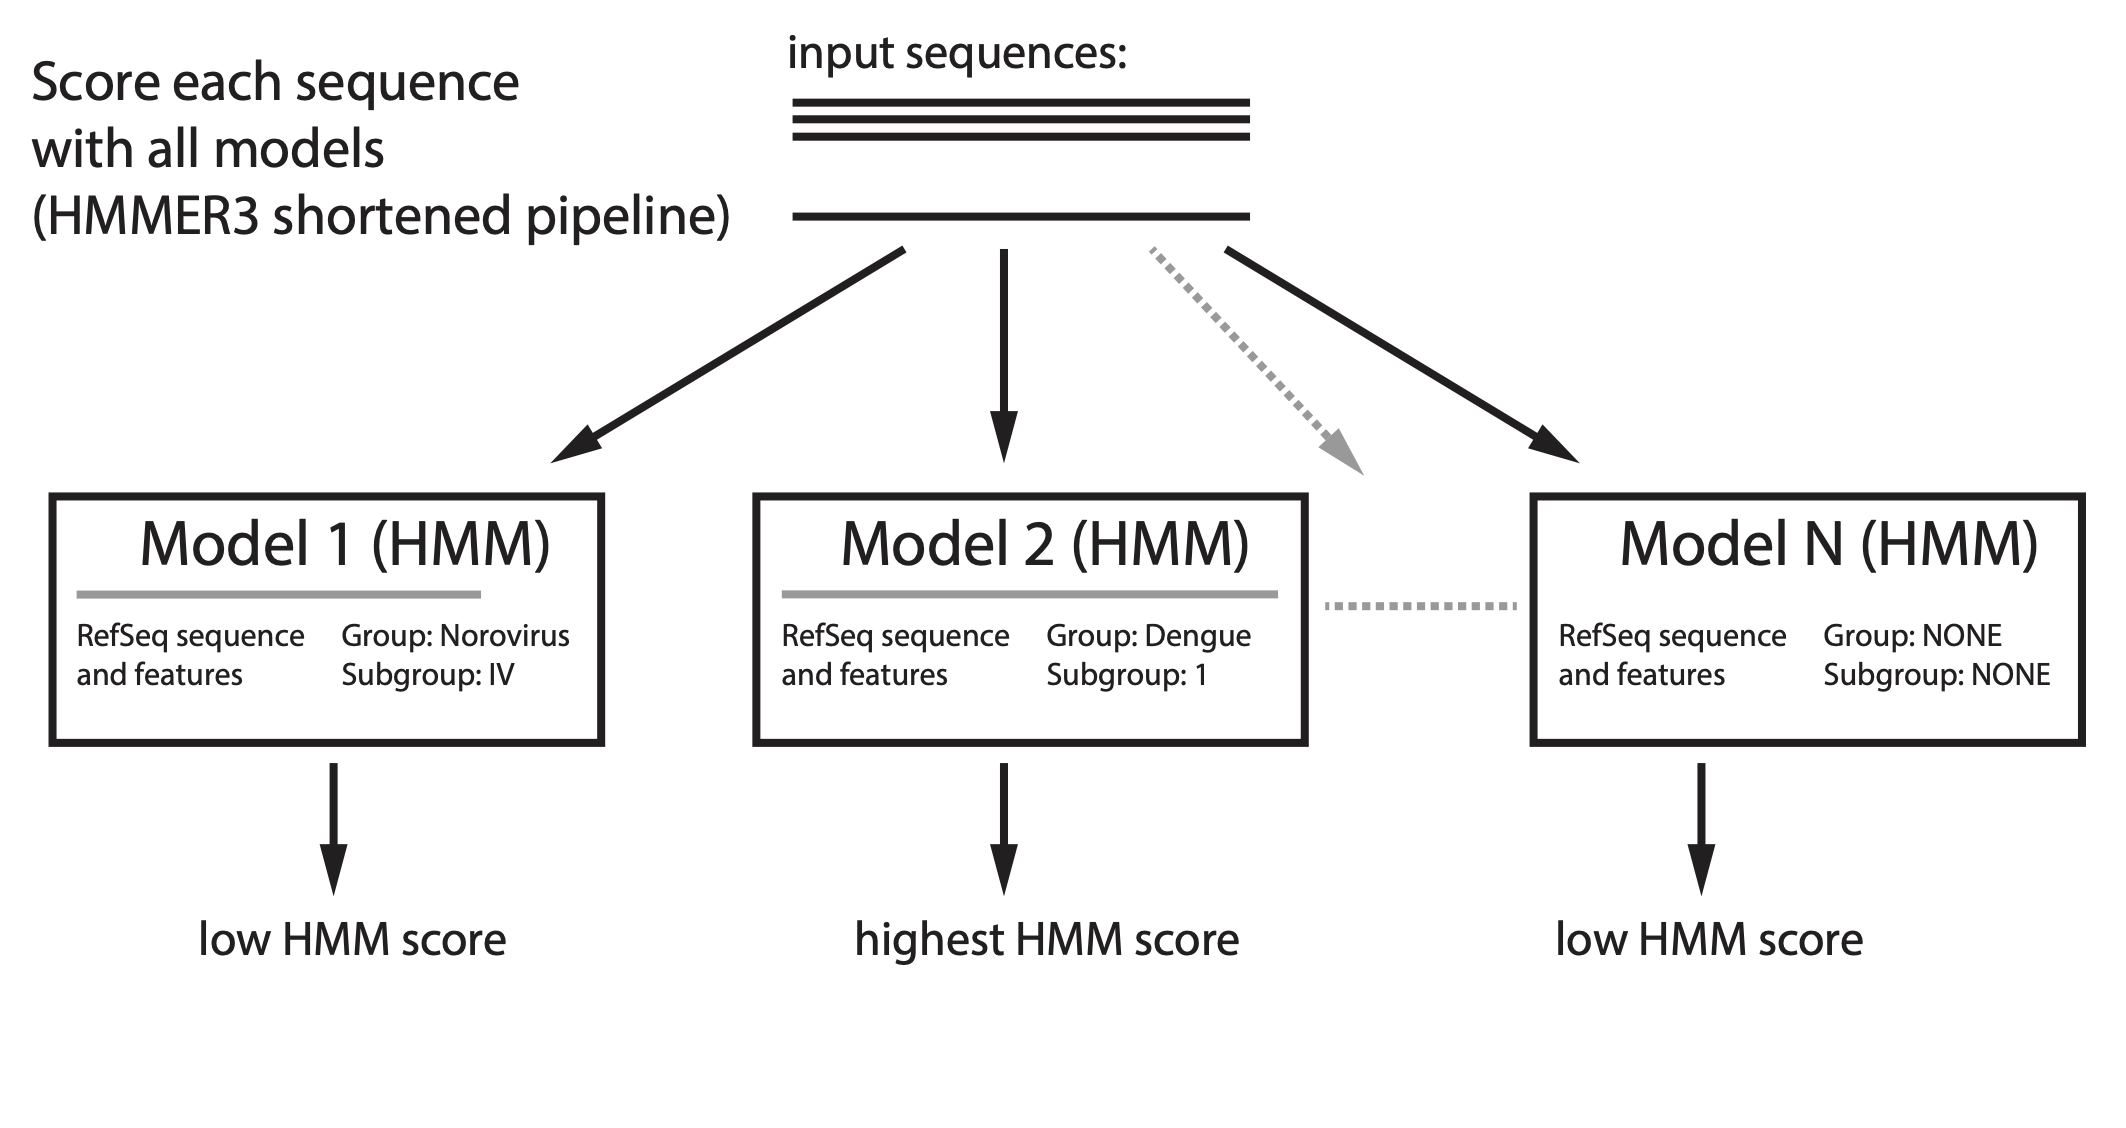 Score each sequence
with all models
(HMMER3 shortened pipeline)
input sequences:
Model 1 (HMM)
RefSeq sequence
and features
Group: Norovirus
Subgroup: IV
Model 2 (HMM)
RefSeq sequence
and features
Group: Dengue
Subgroup: 1
Model N (HMM)
RefSeq sequence
and features
Group: NONE
Subgroup: NONE
low HMM score
highest HMM score
low HMM score